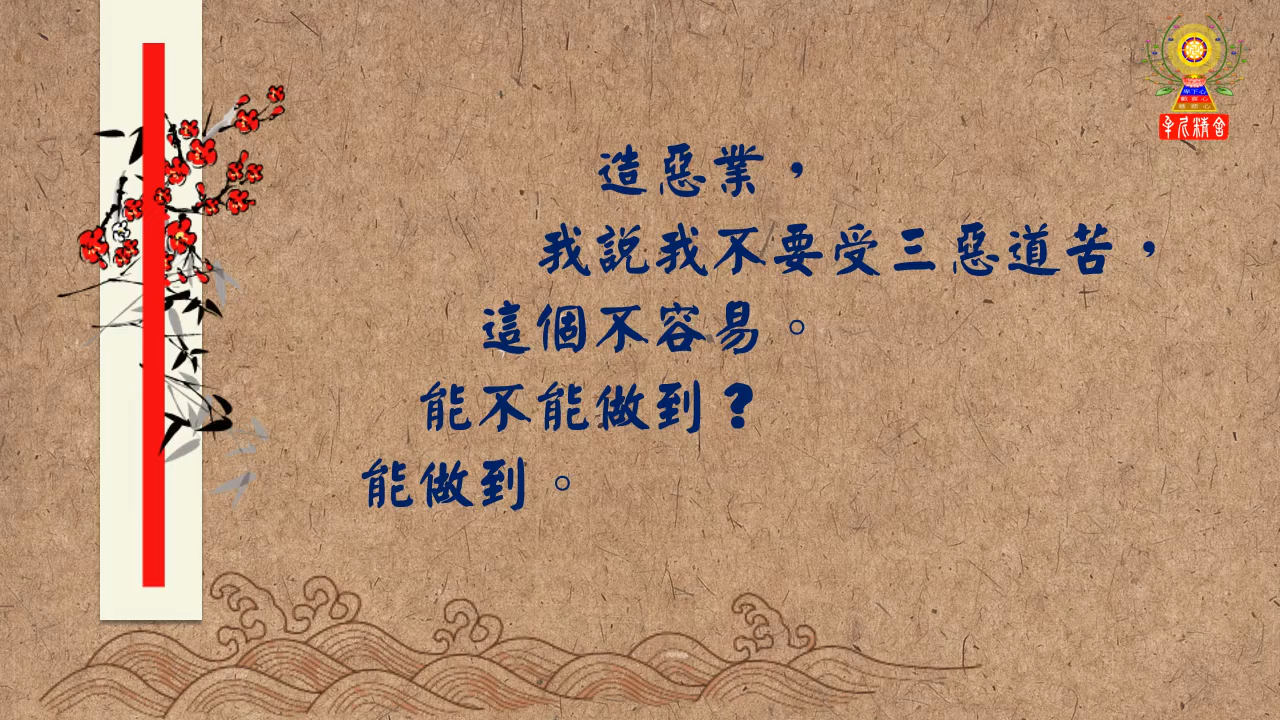 造惡業，
我說我不要受三惡道苦，
這個不容易。
能不能做到？
能做到。